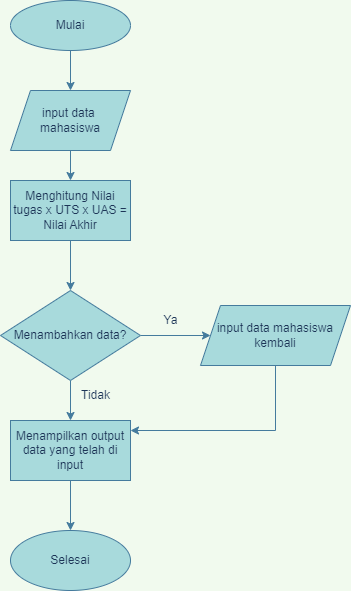 Mulai
input data
mahasiswa
Menghitung Nilai
tugas x UTS x UAS =
Nilai Akhir
Menambahkan data?
Ya
input data mahasiswa
kembali
Tidak
Menampilkan output
data yang telah di
input
Selesai